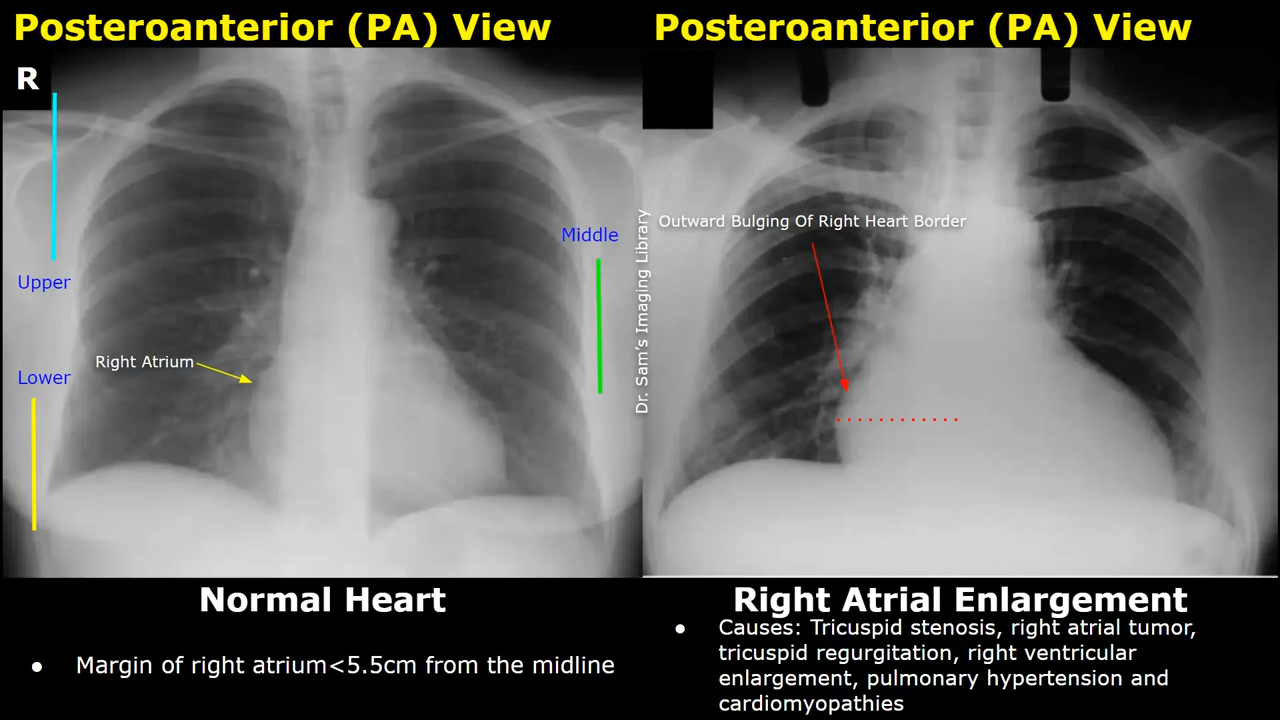 Posteroanterior (PA) View
R
Upper
Middle
Right Atrium
Lower
Normal Heart
• Margin of right atrium<5.5cm from the midline
Dr. Sam's Imaging Library
Posteroanterior (PA) View
Outward Bulging Of Right Heart Border
Right Atrial Enlargement
• Causes: Tricuspid stenosis, right atrial tumor,
tricuspid regurgitation, right ventricular
enlargement, pulmonary hypertension and
cardiomyopathies